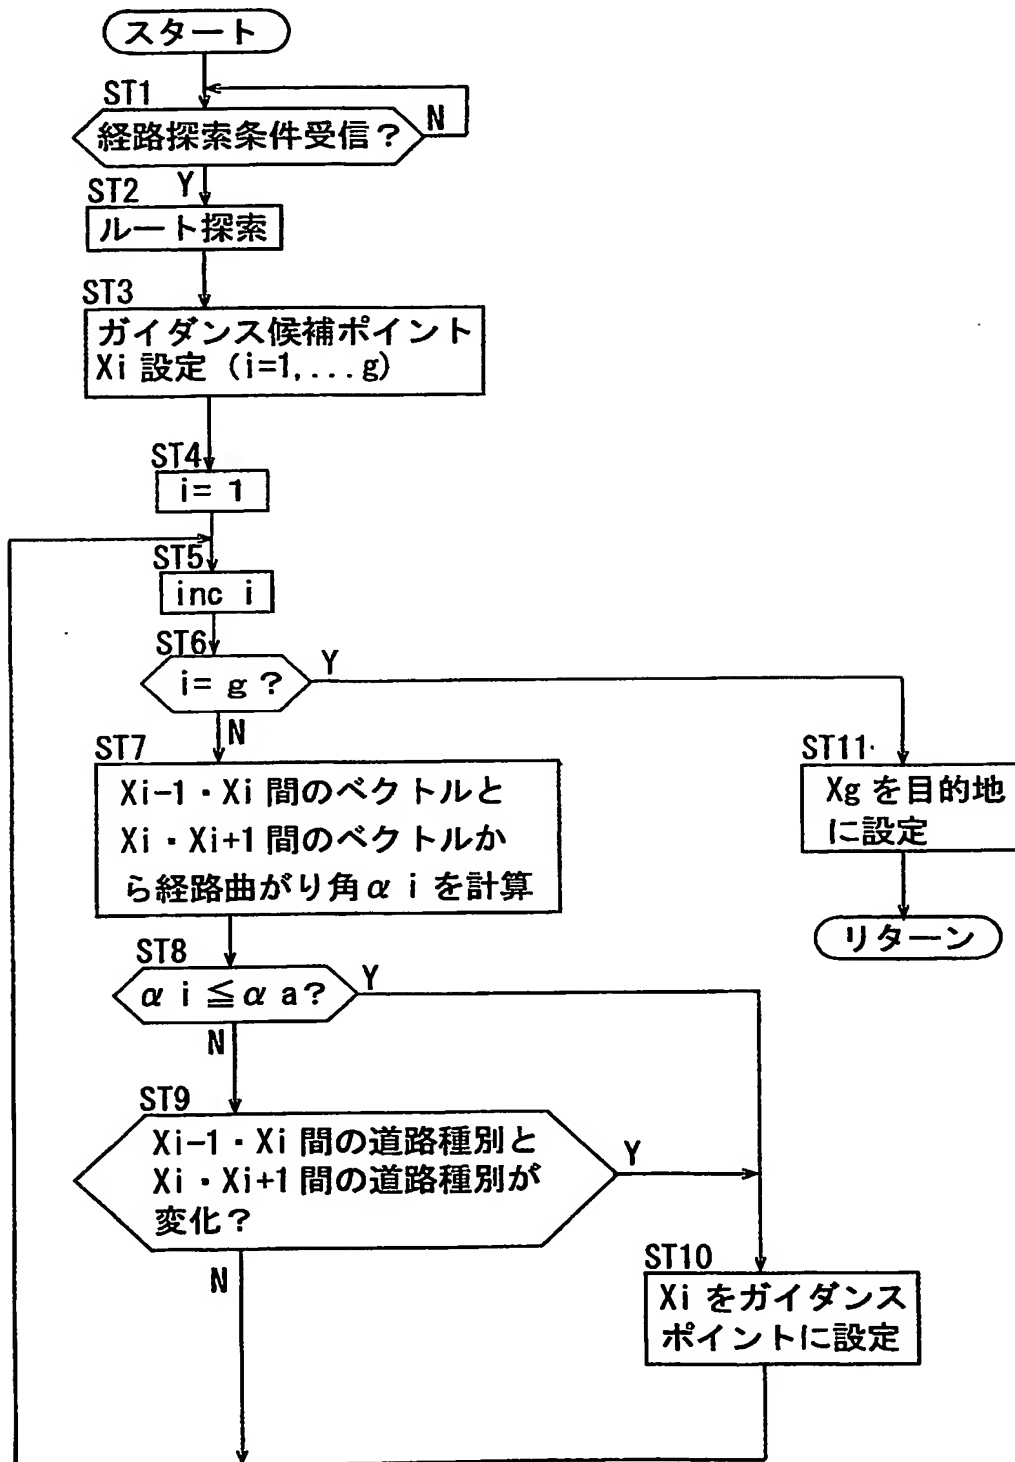 スタート
ST1
経路探索条件受信?
N
Y
ST2
ルート探索
ST3
ガイダンス候補ポイント
Xi 設定 (i=1,...g)
ST4
i= 1
ST5
inc i
ST6
i= g ?
Y
N
ST7
Xi-1・Xi 間のベクトルと
Xi・Xi+1 間のベクトルか
ら経路曲がり角α i を計算
ST11
Xg を目的地
に設定
リターン
ST8
α i ≦ α a?
Y
N
ST9
Xi-1・Xi 間の道路種別と
Xi・Xi+1 間の道路種別が
変化?
Y
N
ST10
Xi をガイダンス
ポイントに設定